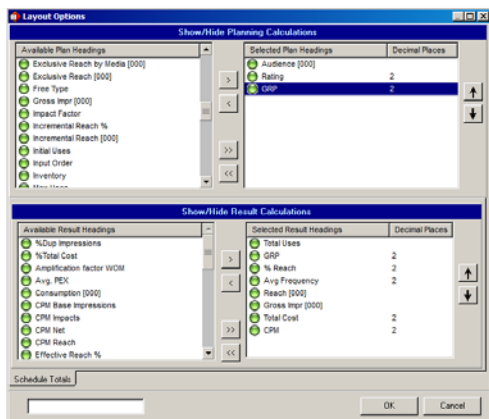 Layout Options
Show/Hide Planning Calculations
Available Plan Headings
Exclusive Reach by Media [000]
Exclusive Reach [000]
Free Type
Gross Impr [000]
Impact Factor
Incremental Reach %
Incremental Reach [000]
Initial Uses
Input Order
Inventory
Max Uses
>
<
>>
<<
Selected Plan Headings Decimal Places
Audience [000]
Rating 2
GRP 2
Show/Hide Result Calculations
Available Result Headings
%Dup Impressions
%Total Cost
Amplification factor WOM
Avg. PEX
Consumption [000]
CPM Base Impressions
CPM Impacts
CPM Net
CPM Reach
Effective Reach %
>
<
>>
<<
Selected Result Headings Decimal Places
Total Uses
GRP 2
% Reach 2
Avg Frequency 2
Reach [000]
Gross Impr [000]
Total Cost 2
CPM 2
Schedule Totals
OK Cancel